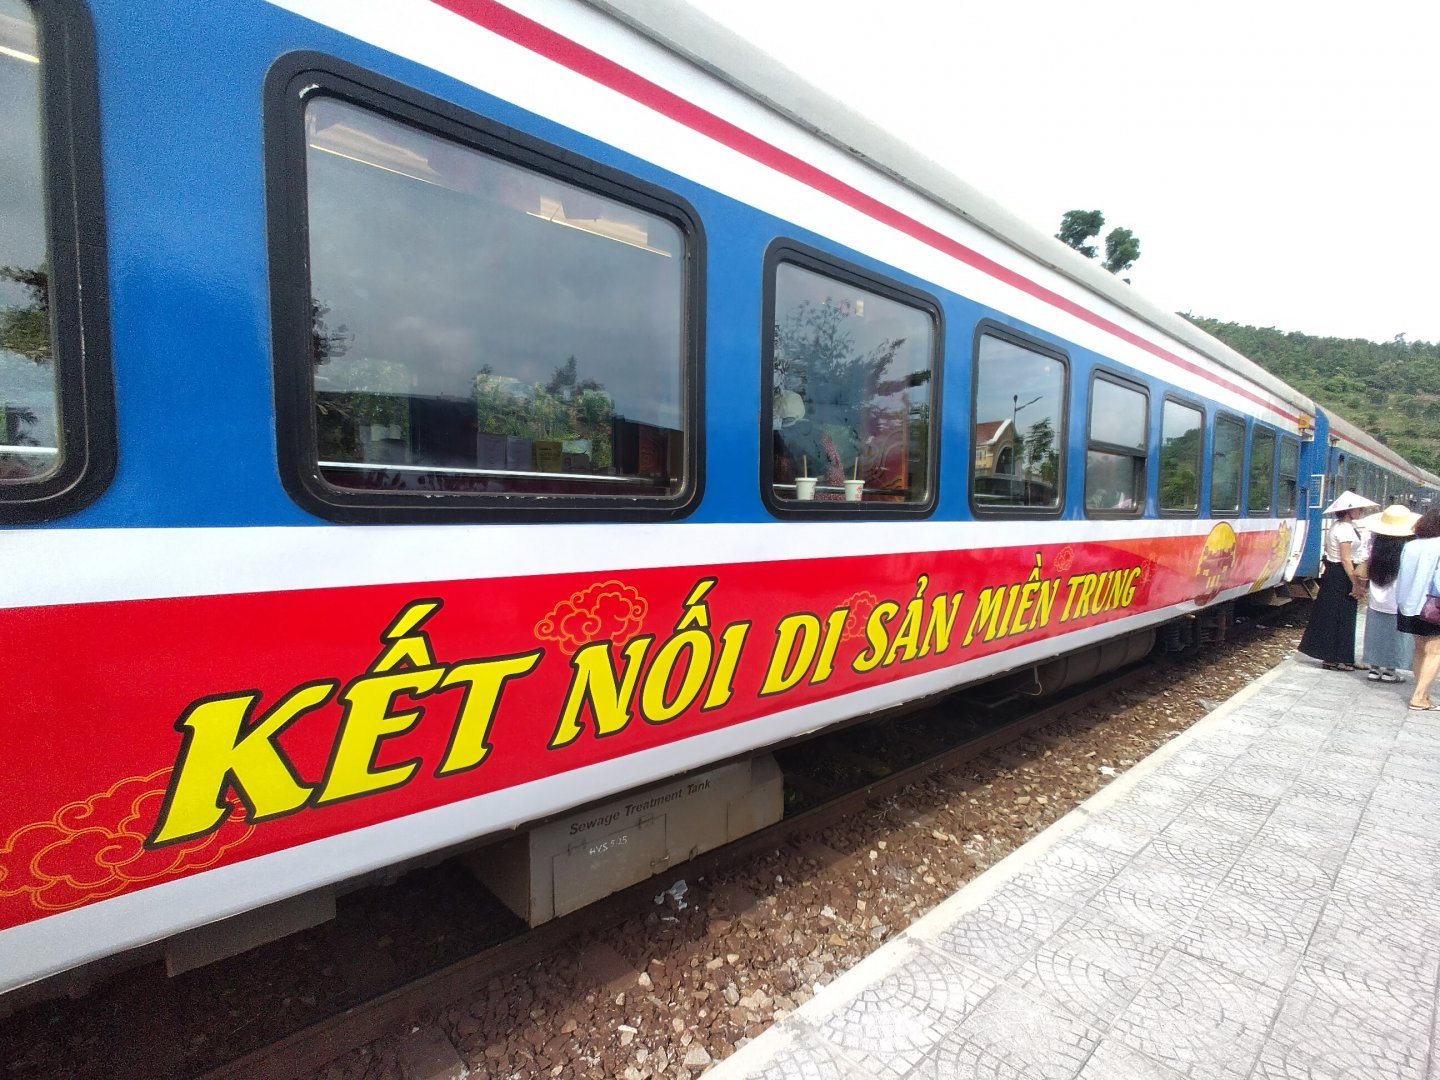 KẾT NỐI DI SẢN MIỀN TRUNG
Sewage Treatment Tank